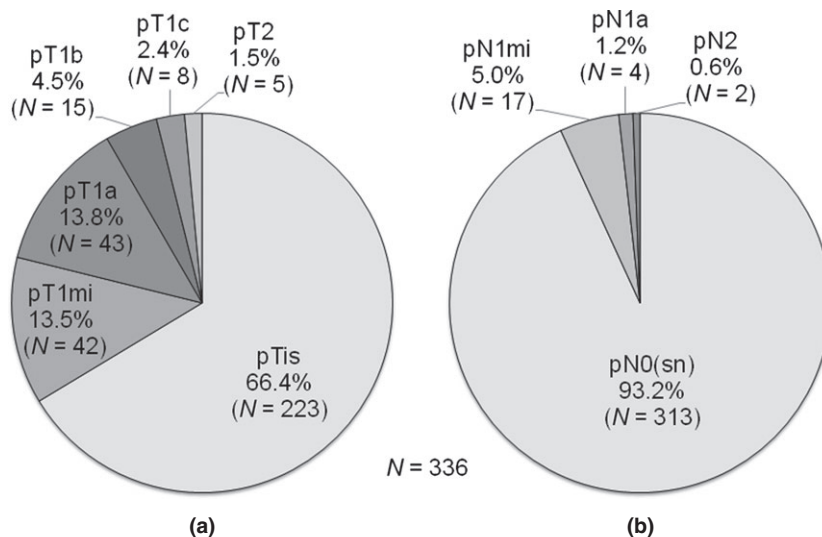 pT1b
4.5%
(N = 15)
pT1c
2.4%
(N = 8)
pT2
1.5%
(N = 5)
pT1a
13.8%
(N = 43)
pT1mi
13.5%
(N = 42)
pTis
66.4%
(N = 223)
(a)
pN1mi
5.0%
(N = 17)
pN1a
1.2%
(N = 4)
pN2
0.6%
(N = 2)
pN0(sn)
93.2%
(N = 313)
N = 336
(b)